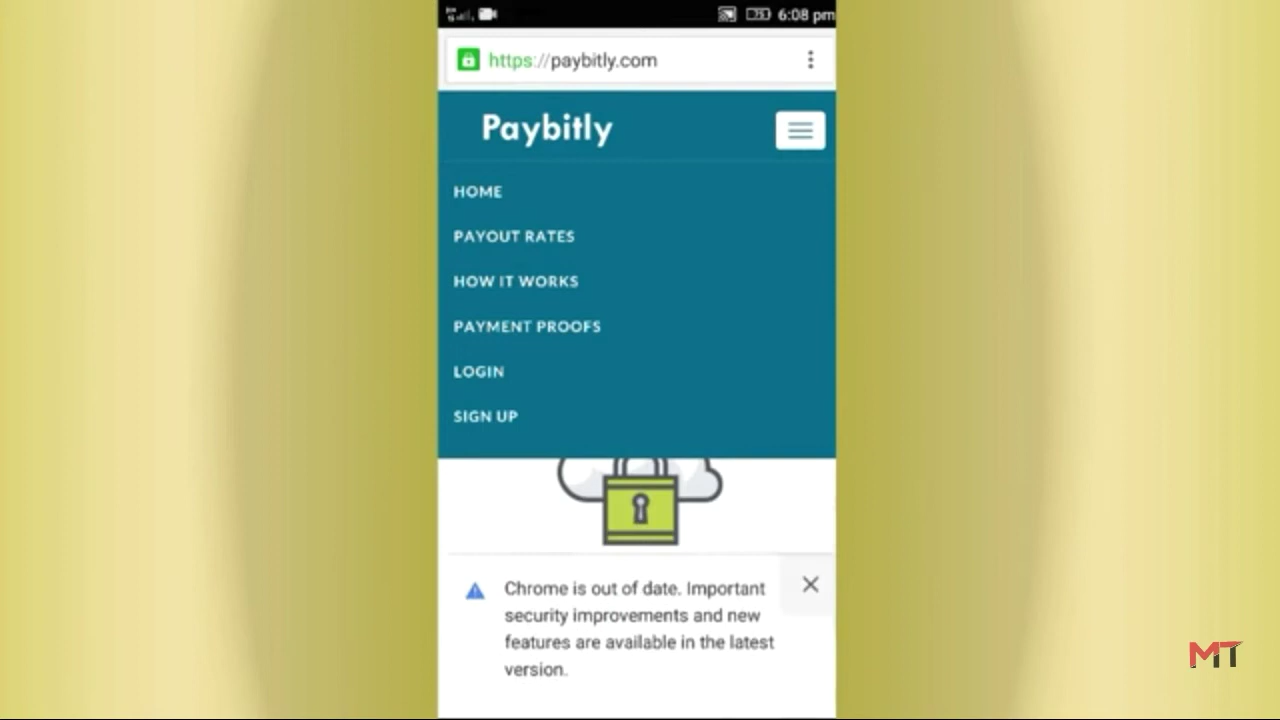 6:08 pm
https://paybitly.com
Paybitly
HOME
PAYOUT RATES
HOW IT WORKS
PAYMENT PROOFS
LOGIN
SIGN UP
Chrome is out of date. Important
security improvements and new
features are available in the latest
version.
MT